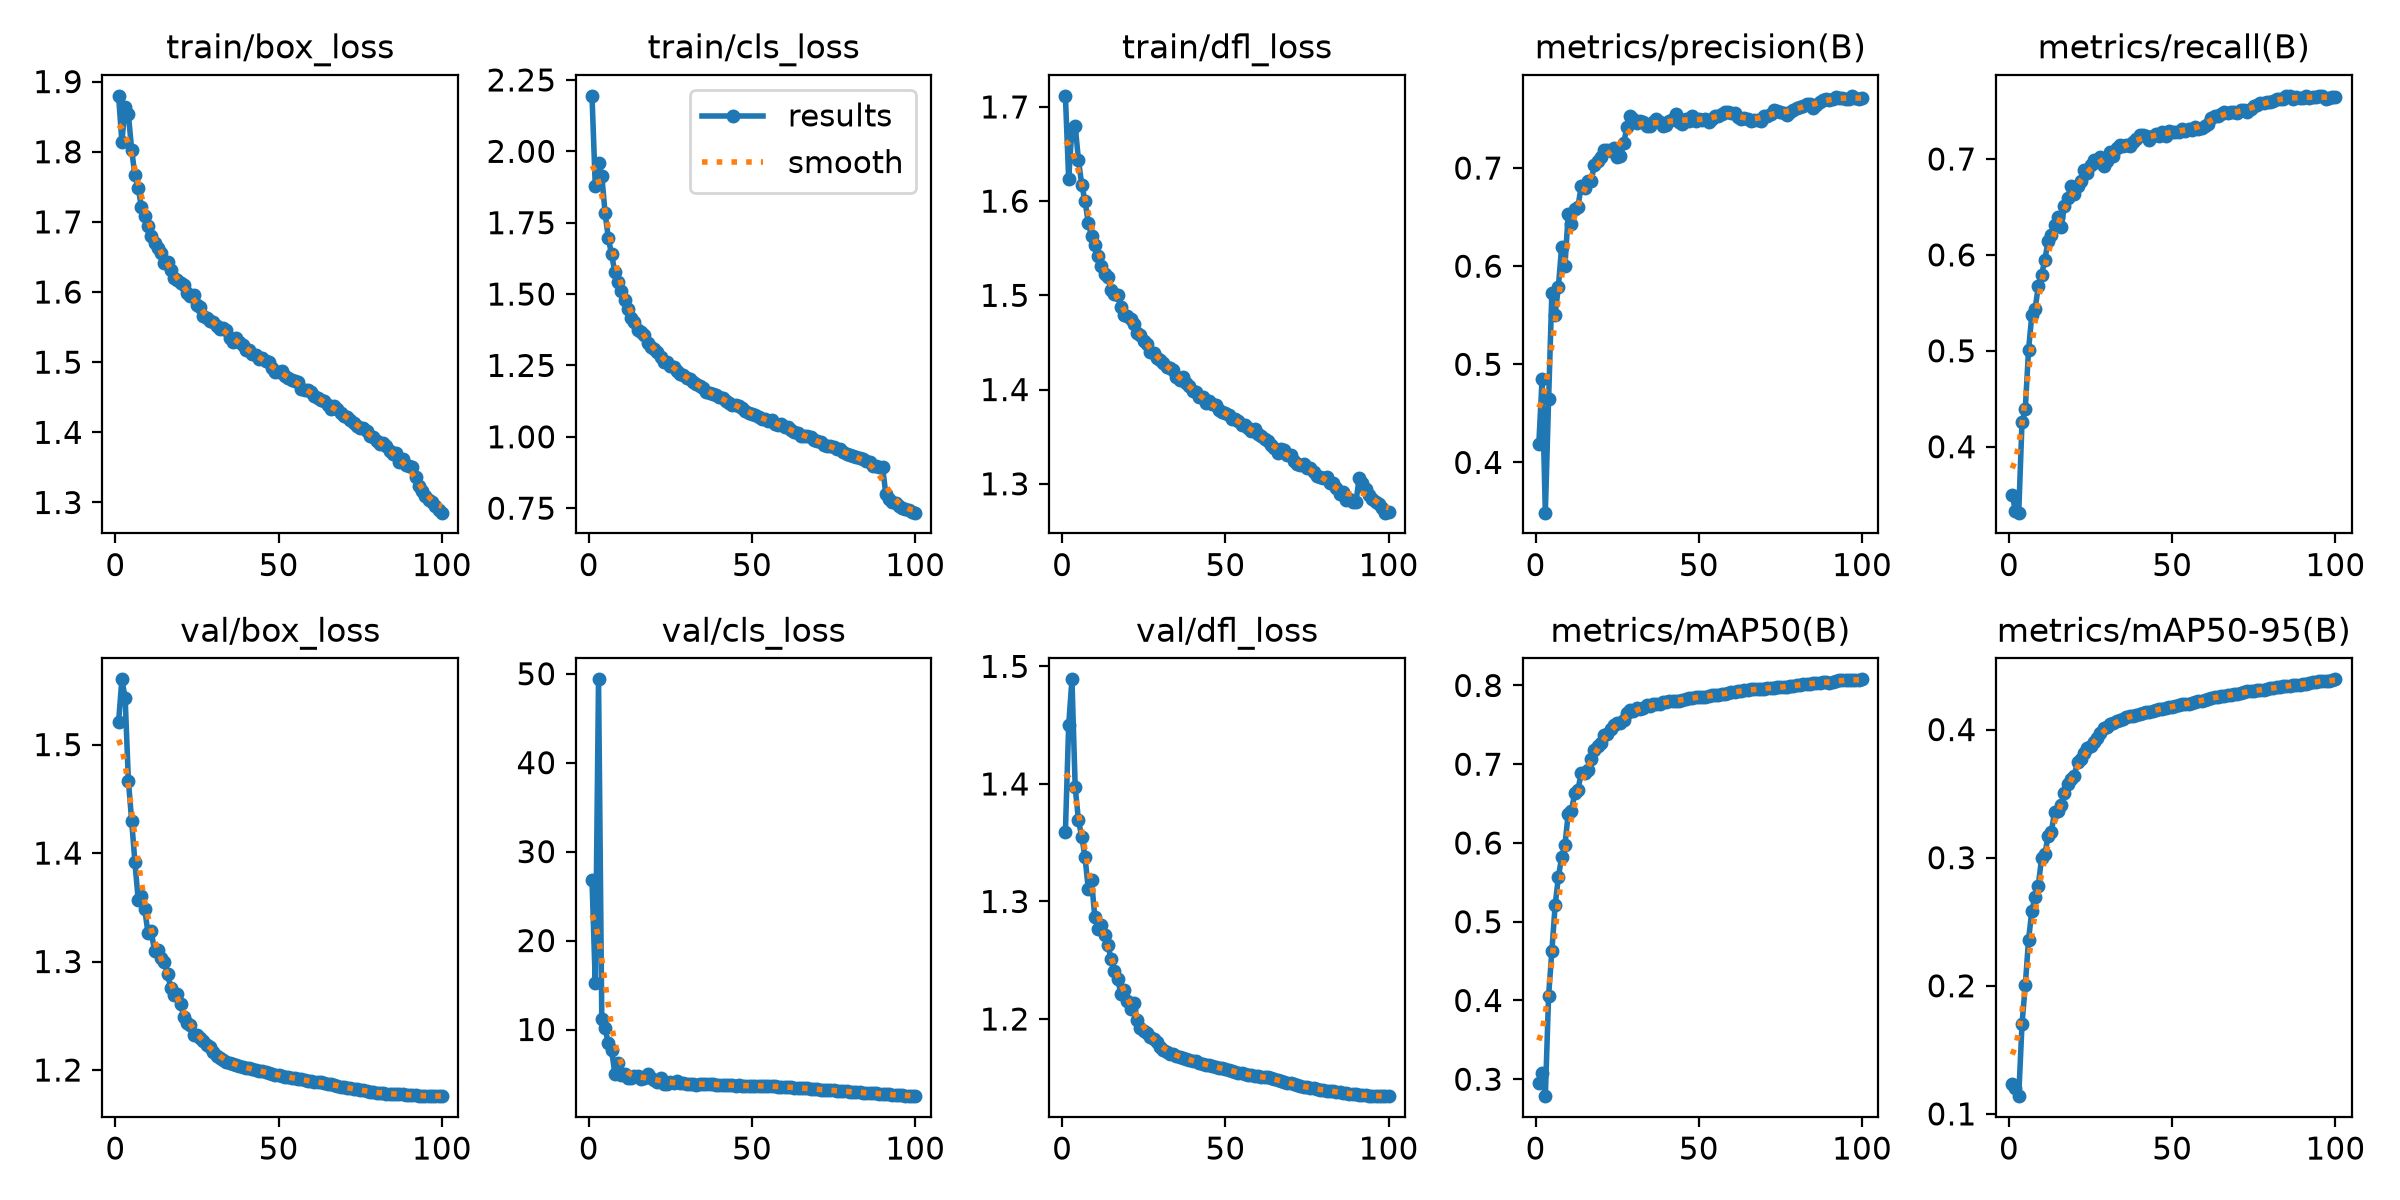 train/box_loss
1.9
1.8
1.7
1.6
1.5
1.4
1.3
0 50 100
train/cls_loss
2.25
2.00
1.75
1.50
1.25
1.00
0.75
0 50 100
results
smooth
train/dfl_loss
1.7
1.6
1.5
1.4
1.3
0 50 100
metrics/precision(B)
0.7
0.6
0.5
0.4
0 50 100
metrics/recall(B)
0.7
0.6
0.5
0.4
0 50 100
val/box_loss
1.5
1.4
1.3
1.2
0 50 100
val/cls_loss
50
40
30
20
10
0 50 100
val/dfl_loss
1.5
1.4
1.3
1.2
0 50 100
metrics/mAP50(B)
0.8
0.7
0.6
0.5
0.4
0.3
0 50 100
metrics/mAP50-95(B)
0.4
0.3
0.2
0.1
0 50 100